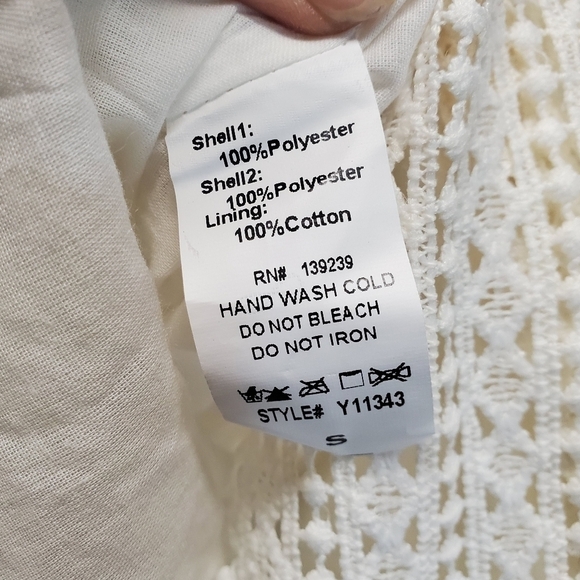 Shell1:
100%Polyester
Shell2:
100%Polyester
Lining:
100%Cotton
RN# 139239
HAND WASH COLD
DO NOT BLEACH
DO NOT IRON
STYLE# Y11343
S